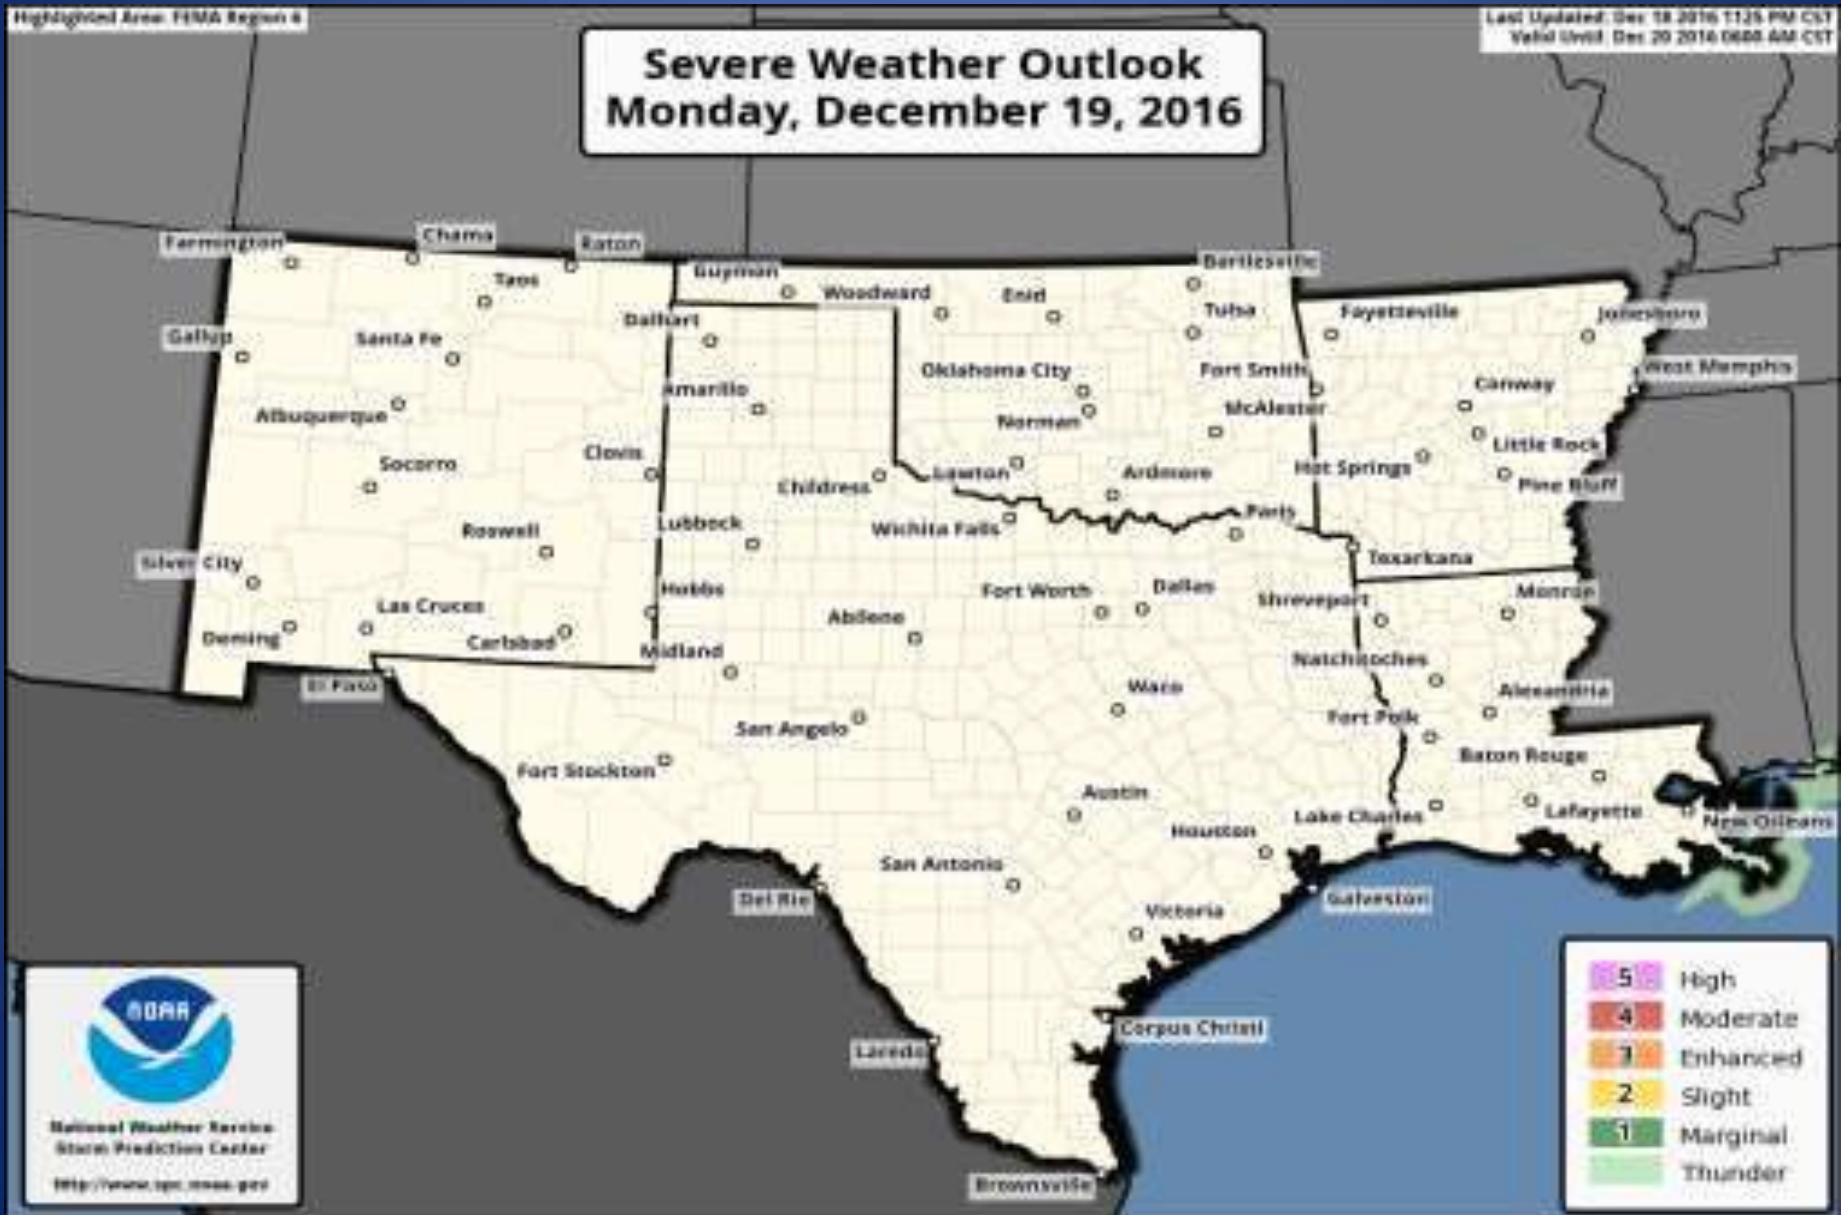 Highlighted Area: FEMA Region 6
Last Updated: Dec 18 2016 1125 PM CST
Valid Until: Dec 20 2016 0600 AM CST
Severe Weather Outlook
Monday, December 19, 2016
Farmington
Chama
Raton
Taos
Guymon
Woodward
Enid
Bartlesville
Tulsa
Fayetteville
Jonesboro
Gallup
Santa Fe
Dalhart
Oklahoma City
Fort Smith
Conway
West Memphis
Albuquerque
Amarillo
Norman
McAlester
Little Rock
Socorro
Clovis
Childress
Lawton
Ardmore
Hot Springs
Pine Bluff
Roswell
Lubbock
Wichita Falls
Paris
Texarkana
Silver City
Las Cruces
Hobbs
Abilene
Fort Worth
Dallas
Shreveport
Monroe
Deming
Carlsbad
Midland
Natchitoches
El Paso
San Angelo
Waco
Fort Polk
Alexandria
Fort Stockton
Baton Rouge
Austin
Houston
Lake Charles
Lafayette
New Orleans
San Antonio
Del Rio
Victoria
Galveston
Corpus Christi
Laredo
Brownsville
NOAA
National Weather Service
Storm Prediction Center
http://www.spc.noaa.gov
5 High
4 Moderate
3 Enhanced
2 Slight
1 Marginal
Thunder